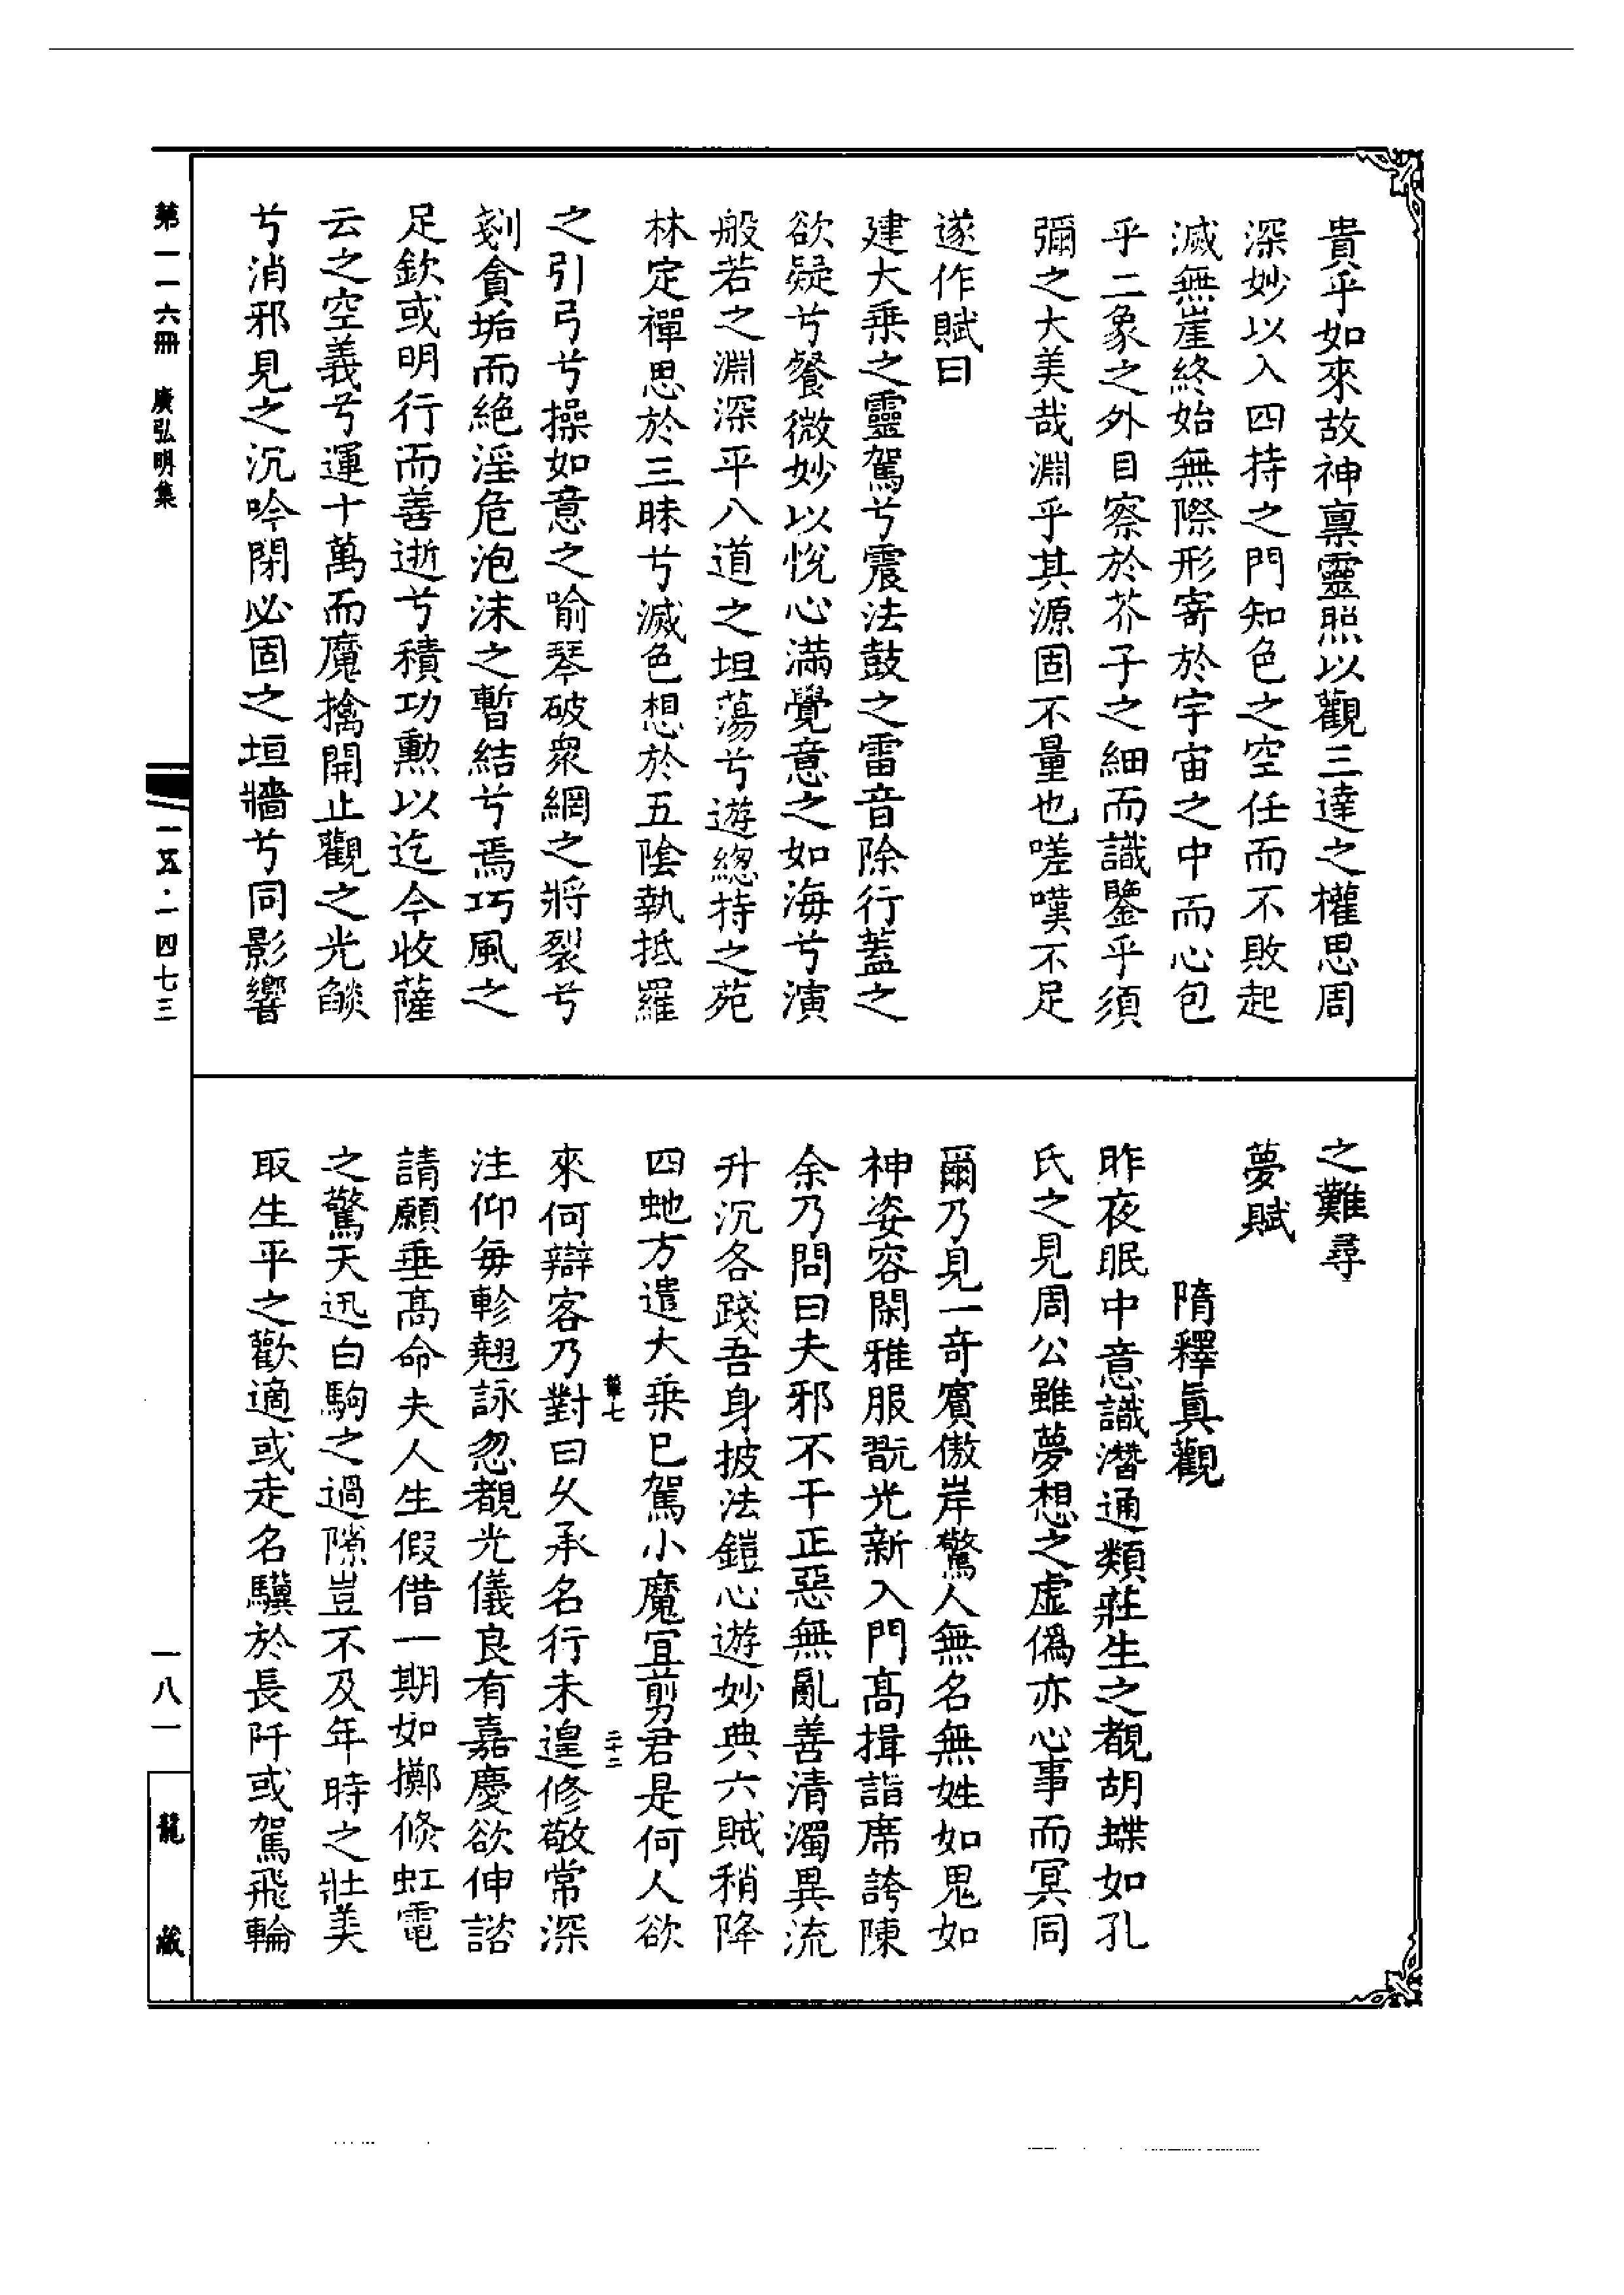 貴乎如來故神禀靈照以觀三達之權思周
深妙以入四持之門知色之空任而不敗起
滅無崖終始無際形寄於宇宙之中而心包
乎二象之外目察於芥子之細而識鑒乎須
彌之大美哉淵乎其源固不量也嗟嘆不足
遂作賦曰
建大乗之靈駕兮震法鼓之雷音除行蓋之
欲疑兮餐微妙以悅心滿覺意之如海兮演
般若之淵深平八道之坦蕩兮遊緫持之苑
林定禪思於三昧兮滅色想於五陰執抵羅
之引弓兮操如意之喻琴破衆網之將裂兮
剗貪垢而絶淫危泡沫之暫結兮焉巧風之
足欽或明行而善逝兮積功勲以迄今收薩
云之空義兮運十萬而魔擒開止觀之光餤
兮消邪見之沉吟閉必固之垣牆兮同影響
之難尋
夢賦
隋釋眞觀
昨夜眠中意識潛通類莊生之覩胡蝶如孔
氏之見周公雖夢想之虛僞亦心事而冥同
爾乃見一奇賓傲岸驚人無名無姓如鬼如
神姿容閑雅服翫光新入門髙揖詣席誇陳
余乃問曰夫邪不干正惡無亂善清濁異流
升沉各踐吾身披法鎧心遊妙典六賊稍降
四虵方遣大乗巳駕小魔宜剪君是何人欲
華七
二十二
來何辯客乃對曰久承名行未遑修敬常深
注仰每軫翹詠忽覩光儀良有嘉慶欲伸諮
請願垂髙命夫人生假借一期如擲倏虹電
之驚天迅白駒之過隙豈不及年時之壯美
取生平之歡適或走名驥於長阡或駕飛輪
第一一六冊
廣弘明集
一五·一四七三
一八一
龍藏